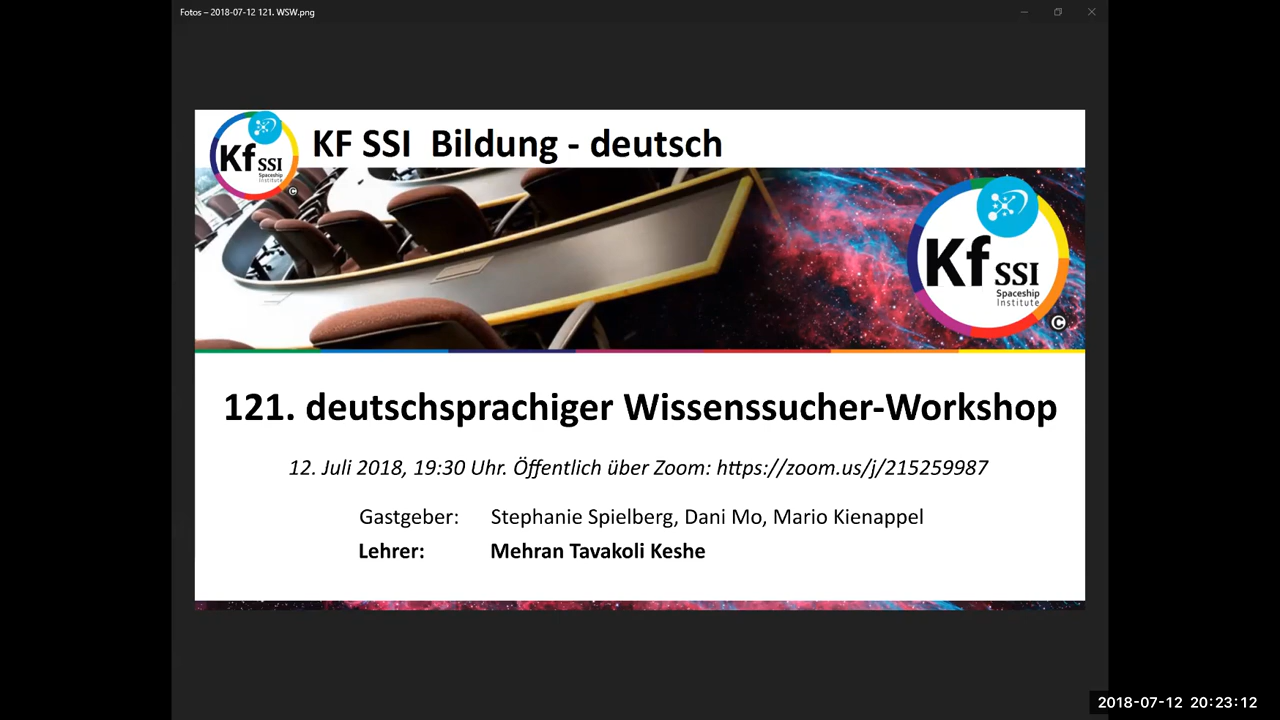 Fotos – 2018-07-12 121. WSW.png
Kf SSI
Spaceship
Institute
©
KF SSI Bildung - deutsch
Kf SSI
Spaceship
Institute
©
121. deutschsprachiger Wissenssucher-Workshop
12. Juli 2018, 19:30 Uhr. Öffentlich über Zoom: https://zoom.us/j/215259987
Gastgeber: Stephanie Spielberg, Dani Mo, Mario Kienappel
Lehrer: Mehran Tavakoli Keshe
2018-07-12 20:23:12